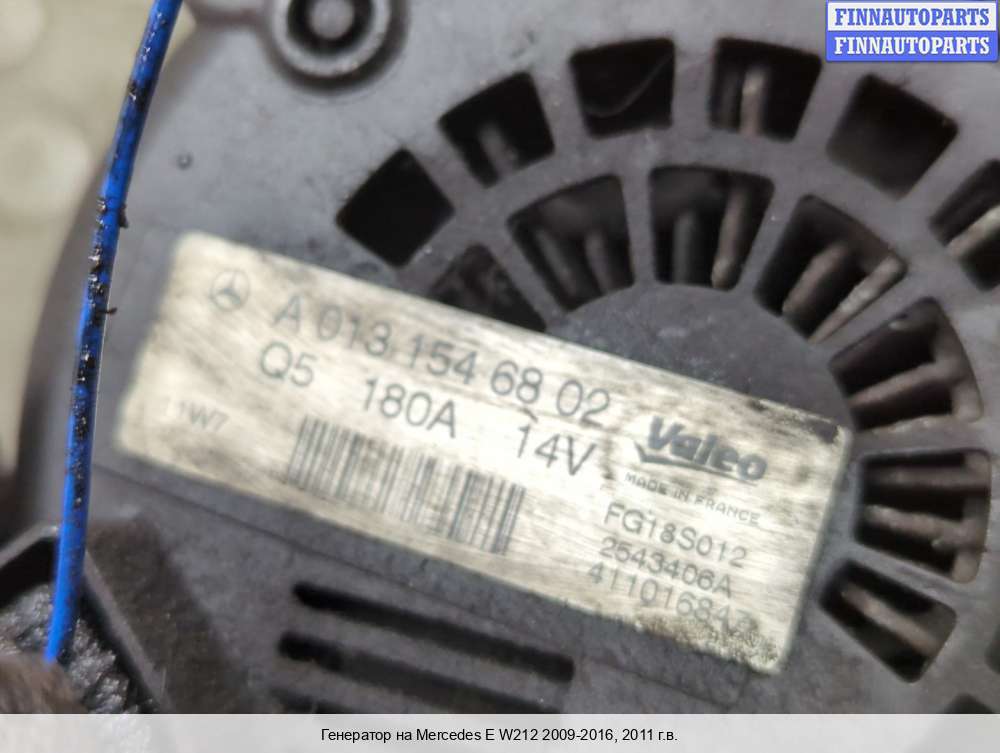 FINNAUTOPARTS
FINNAUTOPARTS
A 013 154 68 02
Q5 180A 14V
1W7
Valeo
MADE IN FRANCE
FG18S012
2543406A
Генератор на Mercedes E W212 2009-2016, 2011 г.в.